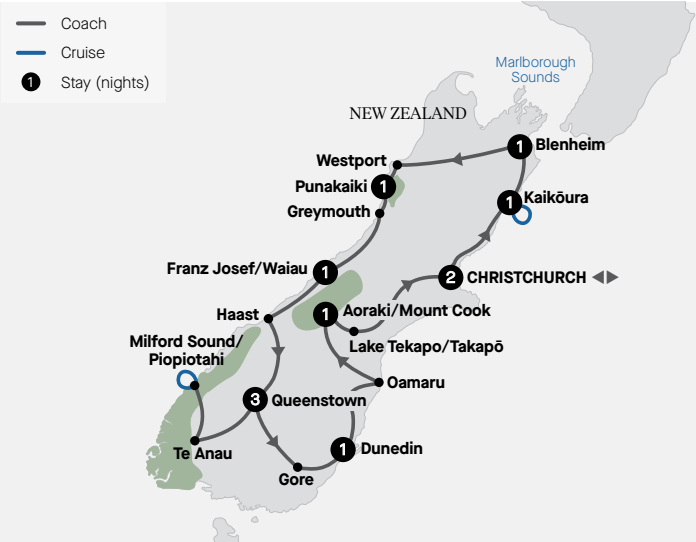 Coach
Cruise
1 Stay (nights)
Marlborough
Sounds
NEW ZEALAND
1 Blenheim
Westport
Punakaiki 1
1 Kaikōura
Greymouth
Franz Josef/Waiau 1
2 CHRISTCHURCH
1 Aoraki/Mount Cook
Haast
Milford Sound/
Piopiotahi
Lake Tekapo/Takapō
Oamaru
3 Queenstown
Te Anau
1 Dunedin
Gore